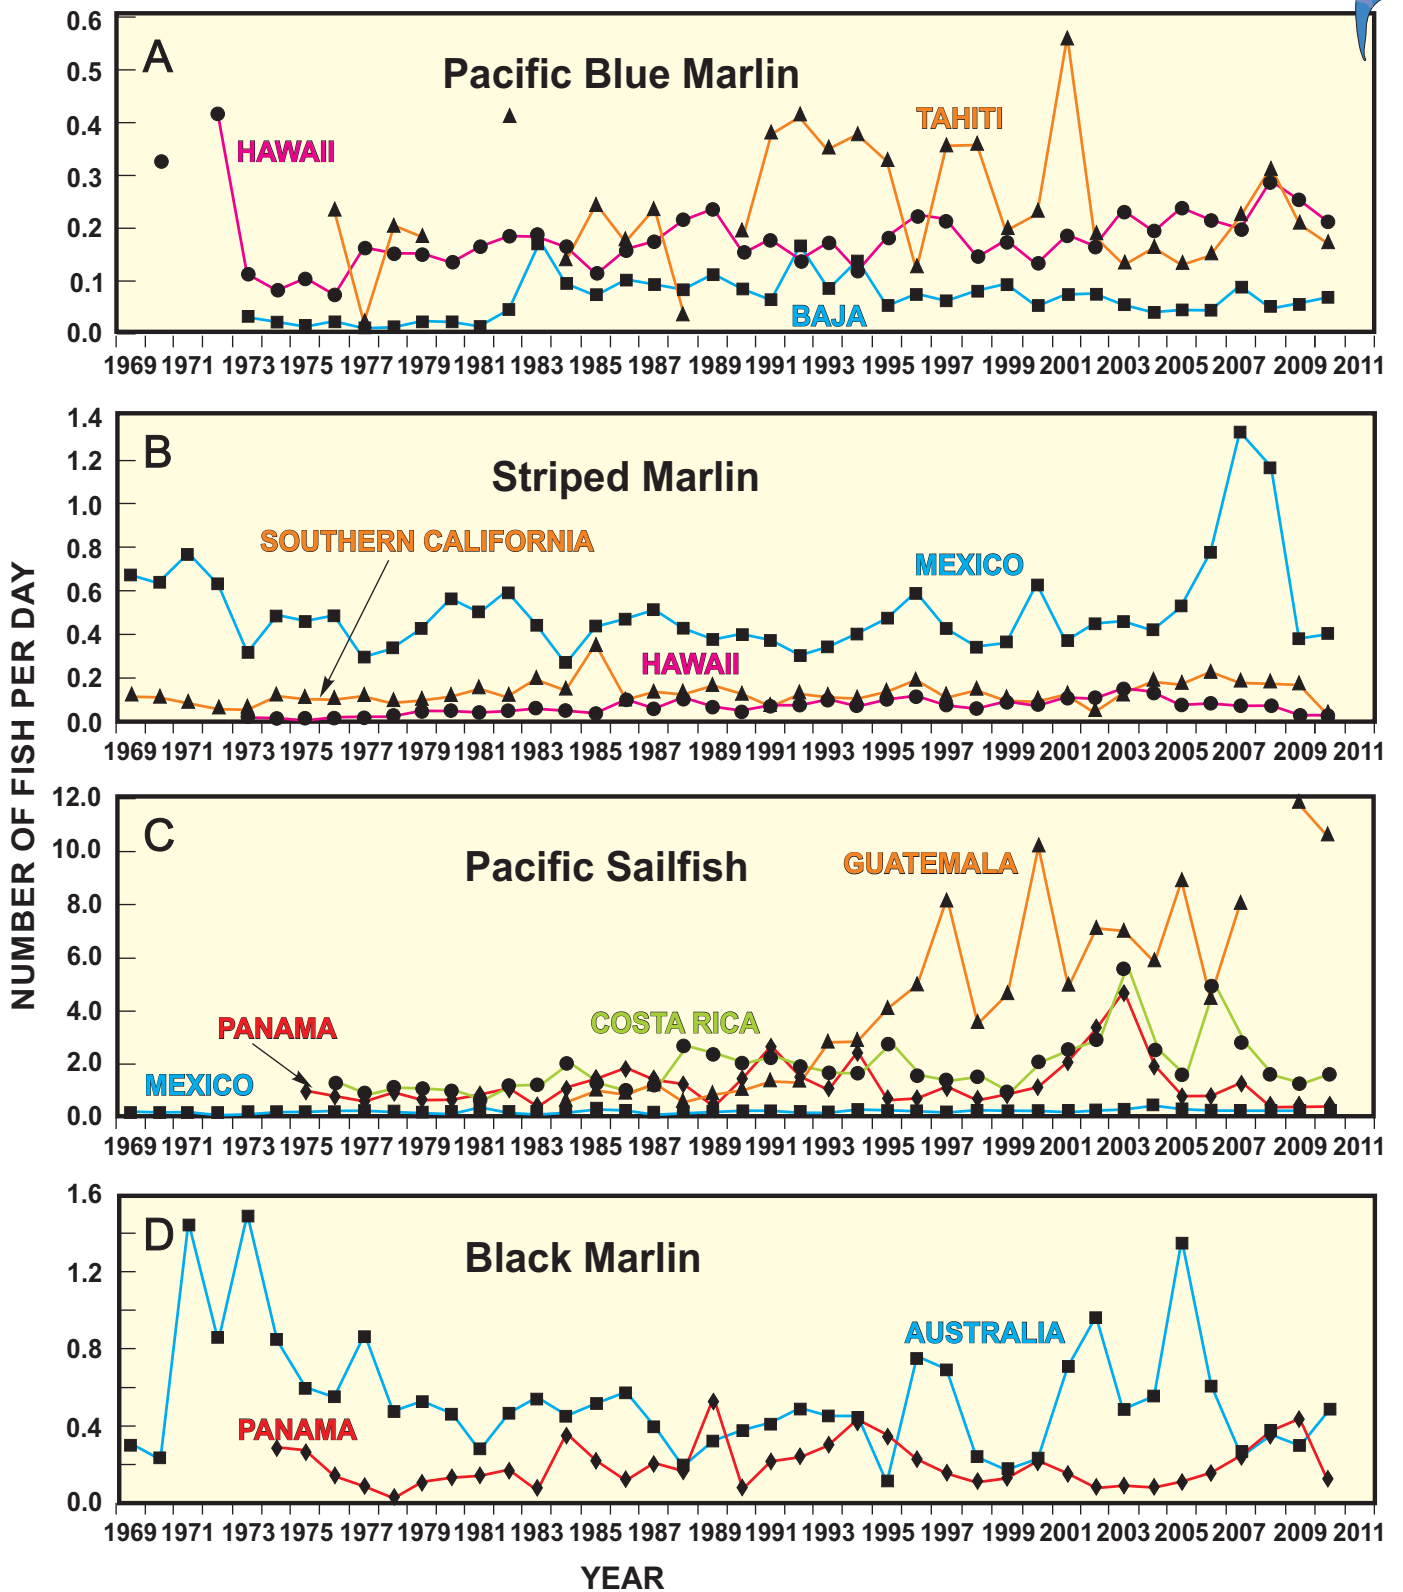 NUMBER OF FISH PER DAY
A
Pacific Blue Marlin
0.6
0.5
0.4
0.3
0.2
0.1
0.0
HAWAII
TAHITI
BAJA
1969 1971 1973 1975 1977 1979 1981 1983 1985 1987 1989 1991 1993 1995 1997 1999 2001 2003 2005 2007 2009 2011
B
Striped Marlin
1.4
1.2
1.0
0.8
0.6
0.4
0.2
0.0
SOUTHERN CALIFORNIA
MEXICO
HAWAII
1969 1971 1973 1975 1977 1979 1981 1983 1985 1987 1989 1991 1993 1995 1997 1999 2001 2003 2005 2007 2009 2011
C
Pacific Sailfish
12.0
10.0
8.0
6.0
4.0
2.0
0.0
GUATEMALA
COSTA RICA
PANAMA
MEXICO
1969 1971 1973 1975 1977 1979 1981 1983 1985 1987 1989 1991 1993 1995 1997 1999 2001 2003 2005 2007 2009 2011
D
Black Marlin
1.6
1.2
0.8
0.4
0.0
AUSTRALIA
PANAMA
1969 1971 1973 1975 1977 1979 1981 1983 1985 1987 1989 1991 1993 1995 1997 1999 2001 2003 2005 2007 2009 2011
YEAR